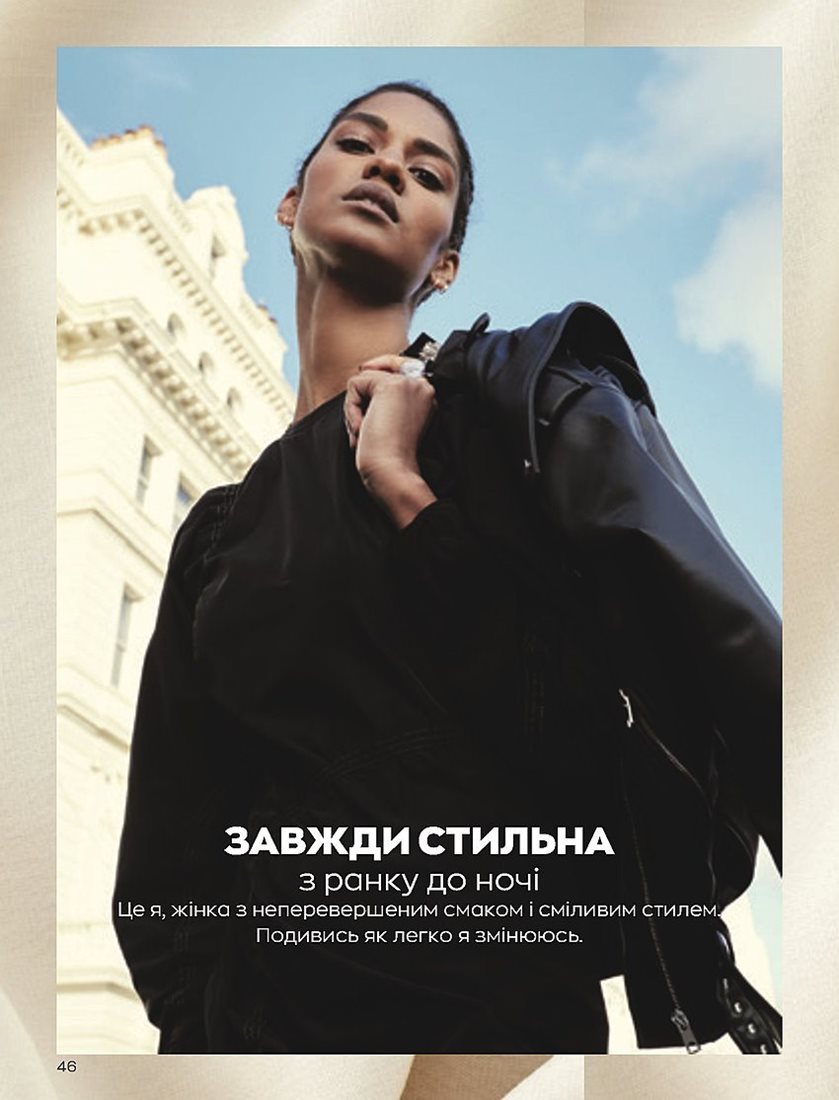 ЗАВЖДИ СТИЛЬНА
з ранку до ночі
Це я, жінка з неперевершеним смаком і сміливим стилем.
Подивись як легко я змінююсь.
46